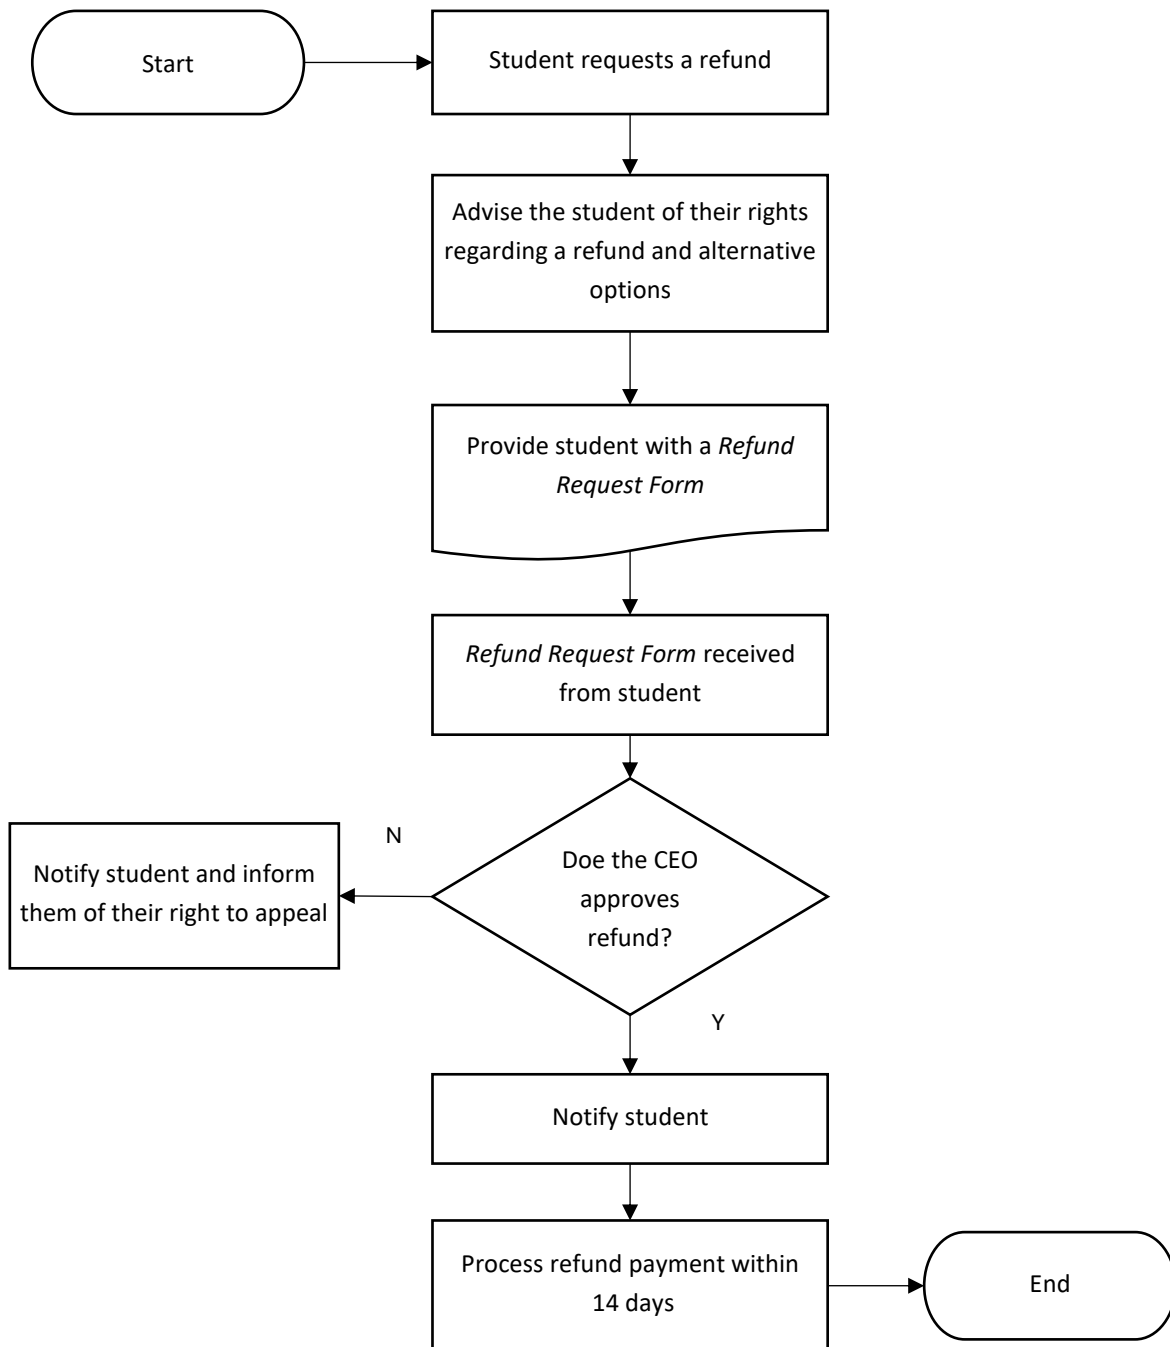 Start
Student requests a refund
Advise the student of their rights
regarding a refund and alternative
options
Provide student with a Refund
Request Form
Refund Request Form received
from student
N
Notify student and inform
them of their right to appeal
Doe the CEO
approves
refund?
Y
Notify student
Process refund payment within
14 days
End